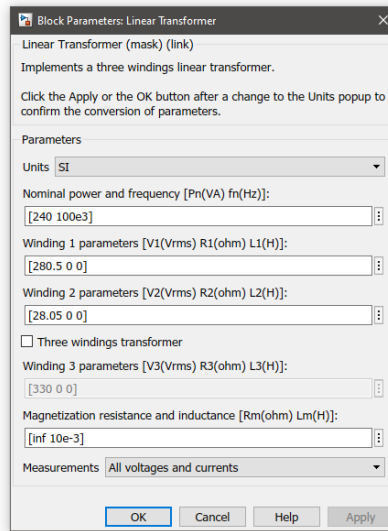 Block Parameters: Linear Transformer
Linear Transformer (mask) (link)
Implements a three windings linear transformer.
Click the Apply or the OK button after a change to the Units popup to
confirm the conversion of parameters.
Parameters
Units SI
Nominal power and frequency [Pn(VA) fn(Hz)]:
[240 100e3]
Winding 1 parameters [V1(Vrms) R1(ohm) L1(H)]:
[280.5 0 0]
Winding 2 parameters [V2(Vrms) R2(ohm) L2(H)]:
[28.05 0 0]
Three windings transformer
Winding 3 parameters [V3(Vrms) R3(ohm) L3(H)]:
[330 0 0]
Magnetization resistance and inductance [Rm(ohm) Lm(H)]:
[inf 10e-3]
Measurements All voltages and currents
OK Cancel Help Apply